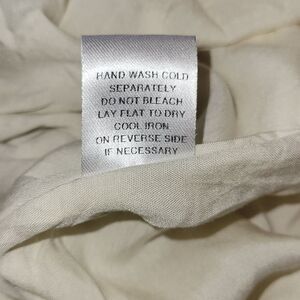 HAND WASH COLD
SEPARATELY
DO NOT BLEACH
LAY FLAT TO DRY
COOL IRON
ON REVERSE SIDE
IF NECESSARY